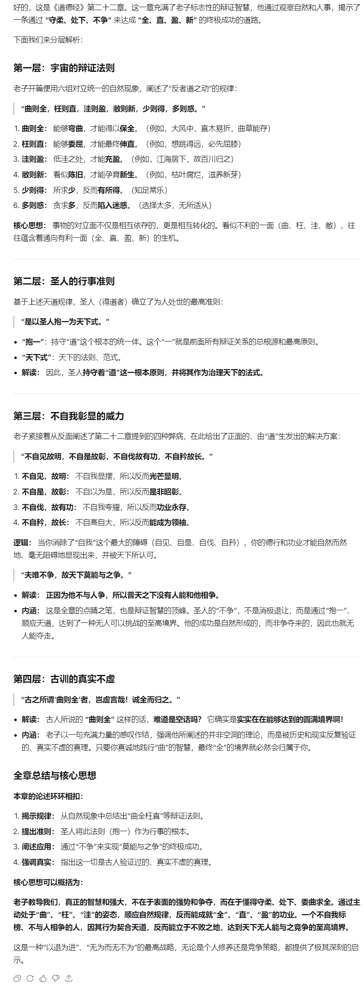 好的，这是《道德经》第二十二章。这一章充满了老子标志性的辩证智慧，他通过观察自然和人事，揭示了
一条通过 “守柔、处下、不争” 来达成 “全、直、盈、新” 的终极成功的道路。
下面我们来分层解析：
第一层：宇宙的辩证法则
老子开篇便用六组对立统一的自然现象，阐述了“反者道之动”的规律：
“曲则全，枉则直，洼则盈，敝则新，少则得，多则惑。”
1. 曲则全： 能够弯曲，才能得以保全。（例如，大风中，直木易折，曲草能存）
2. 枉则直： 能够委屈，才能最终伸直。（例如，想跳得远，必先屈膝）
3. 洼则盈： 低洼之处，才能充盈。（例如，江海居下，故百川归之）
4. 敝则新： 看似陈旧，才能孕育新生。（例如，枯叶腐烂，滋养新芽）
5. 少则得： 所求少，反而有所得。（知足常乐）
6. 多则惑： 贪求多，反而陷入迷惑。（选择太多，无所适从）
核心思想： 事物的对立面不仅是相互依存的，更是相互转化的。看似不利的一面（曲、枉、洼、敝），往
往蕴含着通向有利一面（全、直、盈、新）的生机。
第二层：圣人的行事准则
基于上述天道规律，圣人（得道者）确立了为人处世的最高准则：
“是以圣人抱一为天下式。”
• “抱一”：持守“道”这个根本的统一体。这个“一”就是前面所有辩证关系的总根源和最高原则。
• “天下式”：天下的法则、范式。
• 解读： 因此，圣人持守着“道”这一根本原则，并将其作为治理天下的法式。
第三层：不自我彰显的威力
老子紧接着从反面阐述了第二十二章提到的四种弊病，在此给出了正面的、由“道”生发出的解决方案：
“不自见故明，不自是故彰，不自伐故有功，不自矜故长。”
1. 不自见，故明： 不自我显摆，所以反而光芒显明。
2. 不自是，故彰： 不自以为是，所以反而是非昭彰。
3. 不自伐，故有功： 不自我夸耀，所以反而功业永存。
4. 不自矜，故长： 不自高自大，所以反而能成为领袖。
逻辑： 当你消除了“自我”这个最大的障碍（自见、自是、自伐、自矜），你的德行和功业才能自然而然
地、毫无阻碍地显现出来，并被天下所认可。
“夫唯不争，故天下莫能与之争。”
• 解读： 正因为他不与人争，所以普天之下没有人能和他相争。
• 内涵： 这是全章的点睛之笔，也是辩证智慧的顶峰。圣人的“不争”，不是消极退让，而是通过“抱一”、
顺应天道，达到了一种无人可以挑战的至高境界。他的成功是自然形成的，而非争夺来的，因此也就无
人能夺走。
第四层：古训的真实不虚
“古之所谓‘曲则全’者，岂虚言哉！诚全而归之。”
• 解读： 古人所说的 “曲则全” 这样的话，难道是空话吗？ 它确实是实实在在能够达到的圆满境界啊！
• 内涵： 老子以一句充满力量的感叹作结，强调他所阐述的并非空洞的理论，而是被历史和现实反复验证
的、真实不虚的真理。只要你真诚地践行“曲”的智慧，最终“全”的境界就必然会归属于你。
全章总结与核心思想
本章的论述环环相扣：
1. 揭示规律： 从自然现象中总结出“曲全枉直”等辩证法则。
2. 提出准则： 圣人将此法则（抱一）作为行事的根本。
3. 阐述应用： 通过“不争”来实现“莫能与之争”的终极成功。
4. 强调真实： 指出这一切是古人验证过的、真实不虚的真理。
核心思想可以概括为：
老子教导我们，真正的智慧和强大，不在于表面的强势和争夺，而在于懂得守柔、处下、委曲求全。通过主
动处于“曲”、“枉”、“洼”的姿态，顺应自然规律，反而能成就“全”、“直”、“盈”的功业。一个不自我标
榜、不与人相争的人，因其行为契合天道，反而能立于不败之地，达到天下无人能与之竞争的至高境界。
这是一种“以退为进”、“无为而无不为”的最高战略，无论是个人修养还是竞争策略，都提供了极其深刻的启
示。